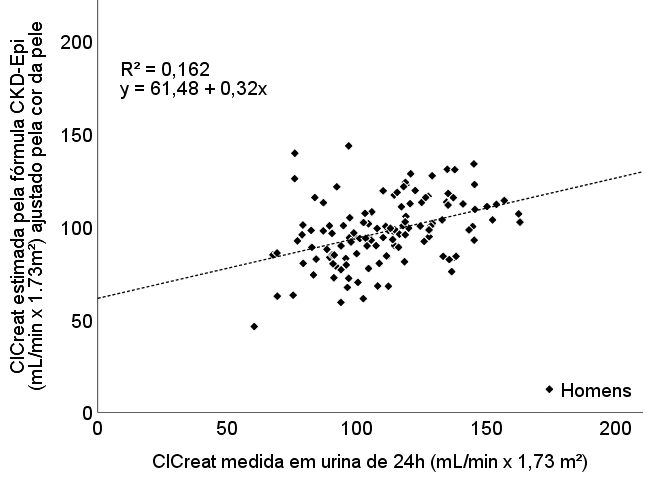 ClCreat estimada pela fórmula CKD-Epi
(mL/min x 1.73m²) ajustado pela cor da pele
200
150
100
50
0
R² = 0,162
y = 61,48 + 0,32x
Homens
0 50 100 150 200
ClCreat medida em urina de 24h (mL/min x 1,73 m²)